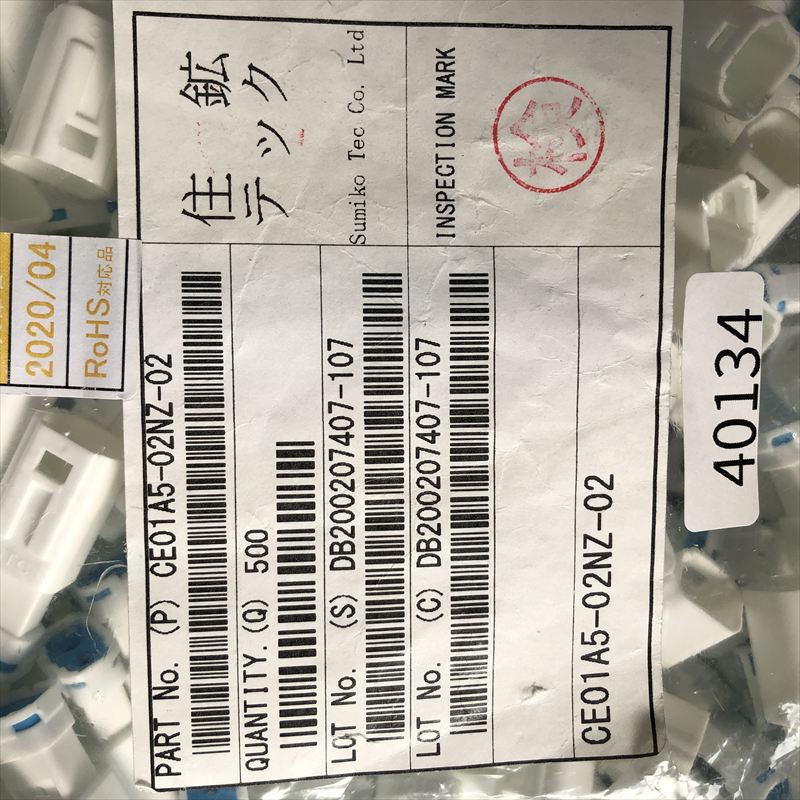 住鉱
テック
Sumiko Tec Co. Ltd
INSPECTION MARK
検
PART No. (P) CE01A5-02NZ-02
QUANTITY. (Q) 500
LOT No. (S) DB200207407-107
LOT No. (C) DB200207407-107
CE01A5-02NZ-02
2020/04
RoHS対応品
40134